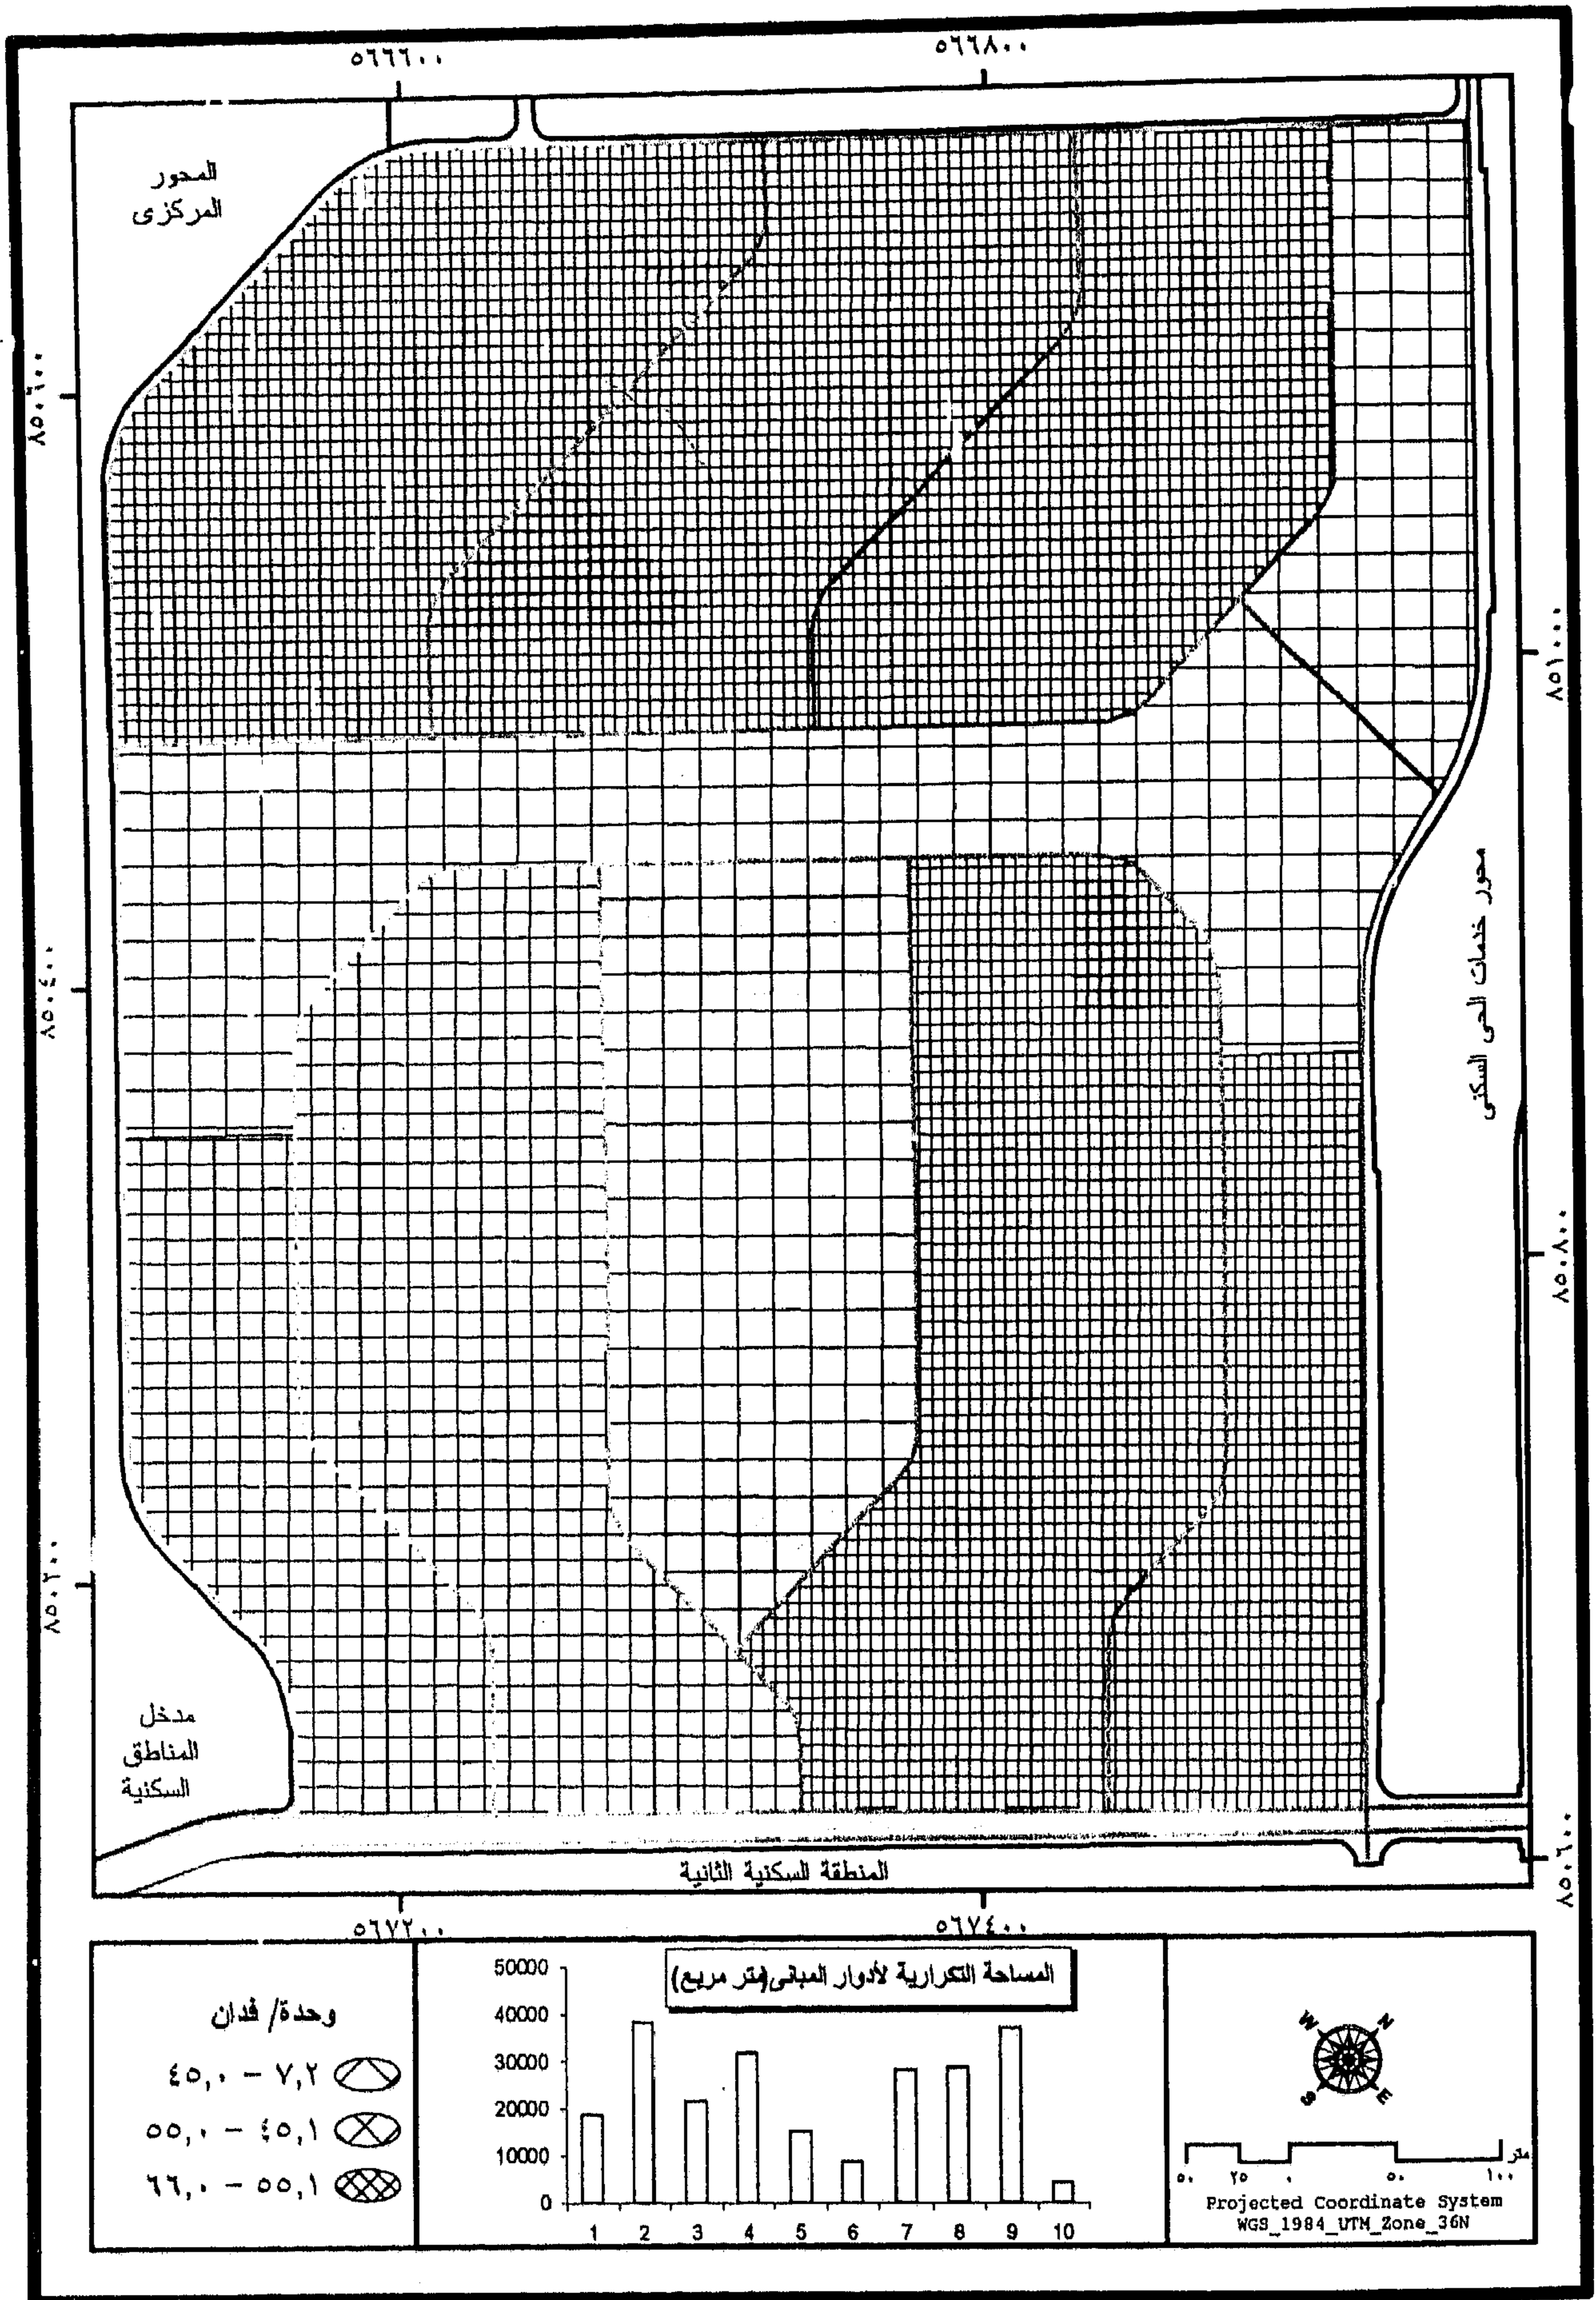 ٥٦٦٦٠٠
٥٦٦٨٠٠
المحور
المركزى
٨٥٠٦٠٠
٨٥١٠٠٠
محور خدمات الحى السكنى
٨٥٠٤٠٠
٨٥٠٨٠٠
٨٥٠٢٠٠
مدخل
المناطق
السكنية
٨٥٠٦٠٠
المنطقة السكنية الثانية
٥٦٧٢٠٠
٥٦٧٤٠٠
وحدة/ فدان
٧,٢ – ٤٥,٠
٤٥,١ – ٥٥,٠
٥٥,١ – ٦٦,٠
المساحة التكرارية لأدوار المبانى(متر مربع)
50000
40000
30000
20000
10000
0
1 2 3 4 5 6 7 8 9 10
W N
S E
متر
٥٠ ٢٥ ٠ ٥٠ ١٠٠
Projected Coordinate System
WGS_1984_UTM_Zone_36N